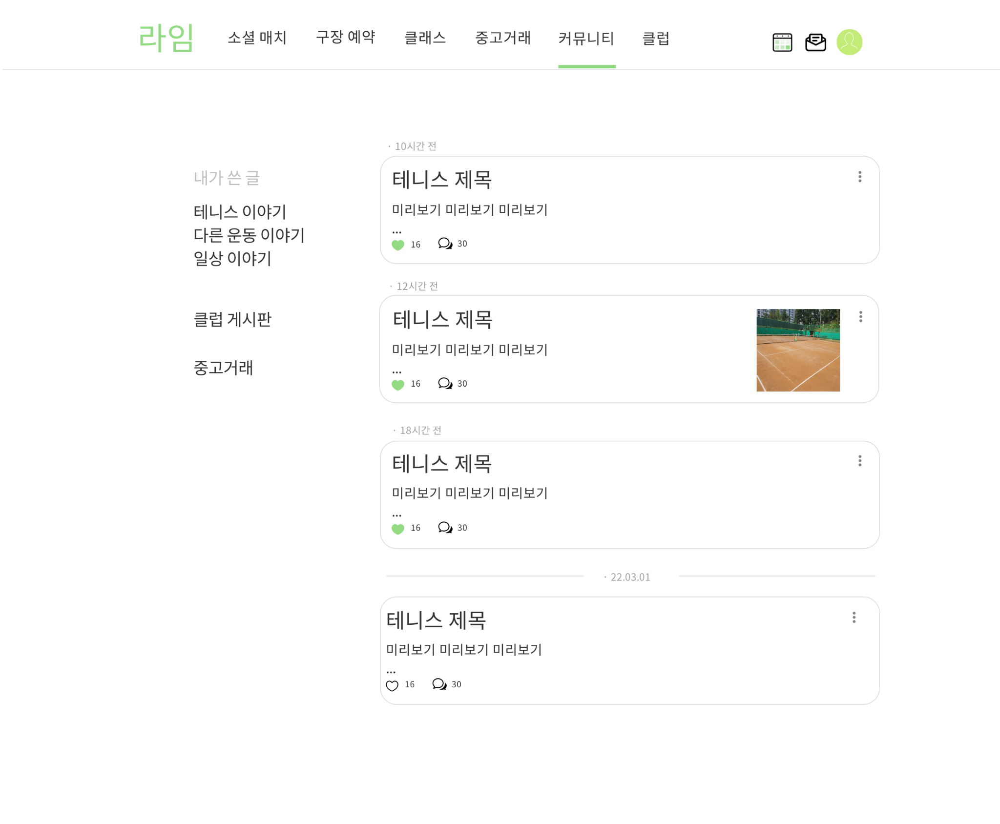 라임
소셜 매치
구장 예약
클래스
중고거래
커뮤니티
클럽
내가 쓴 글
테니스 이야기
다른 운동 이야기
일상 이야기
클럽 게시판
중고거래
· 10시간 전
테니스 제목
미리보기 미리보기 미리보기
...
16 30
· 12시간 전
테니스 제목
미리보기 미리보기 미리보기
...
16 30
· 18시간 전
테니스 제목
미리보기 미리보기 미리보기
...
16 30
· 22.03.01
테니스 제목
미리보기 미리보기 미리보기
...
16 30